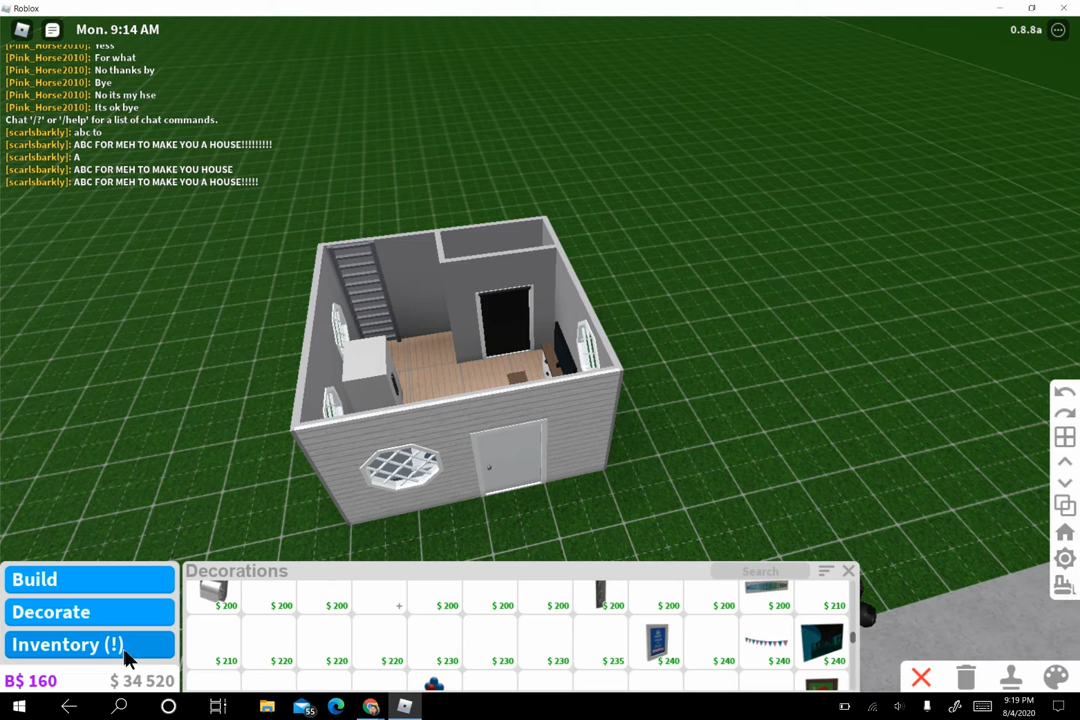 Roblox
Mon. 9:14 AM
0.8.8a
[Pink_Horse2010]: Yess
[Pink_Horse2010]: For what
[Pink_Horse2010]: No thanks by
[Pink_Horse2010]: Bye
[Pink_Horse2010]: No its my hse
[Pink_Horse2010]: Its ok bye
Chat '/?' or '/help' for a list of chat commands.
[scarlsbarkly]: abc to
[scarlsbarkly]: ABC FOR MEH TO MAKE YOU A HOUSE!!!!!!!!!
[scarlsbarkly]: A
[scarlsbarkly]: ABC FOR MEH TO MAKE YOU HOUSE
[scarlsbarkly]: ABC FOR MEH TO MAKE YOU A HOUSE!!!!!
Build
Decorate
Inventory (!)
B$ 160 $ 34 520
Decorations Search
$ 200 $ 200 $ 200 + $ 200 $ 200 $ 200 $ 200 $ 200 $ 200 $ 200 $ 210
$ 210 $ 220 $ 220 $ 220 $ 230 $ 230 $ 230 $ 235 $ 240 $ 240 $ 240 $ 240
55
9:19 PM
8/4/2020